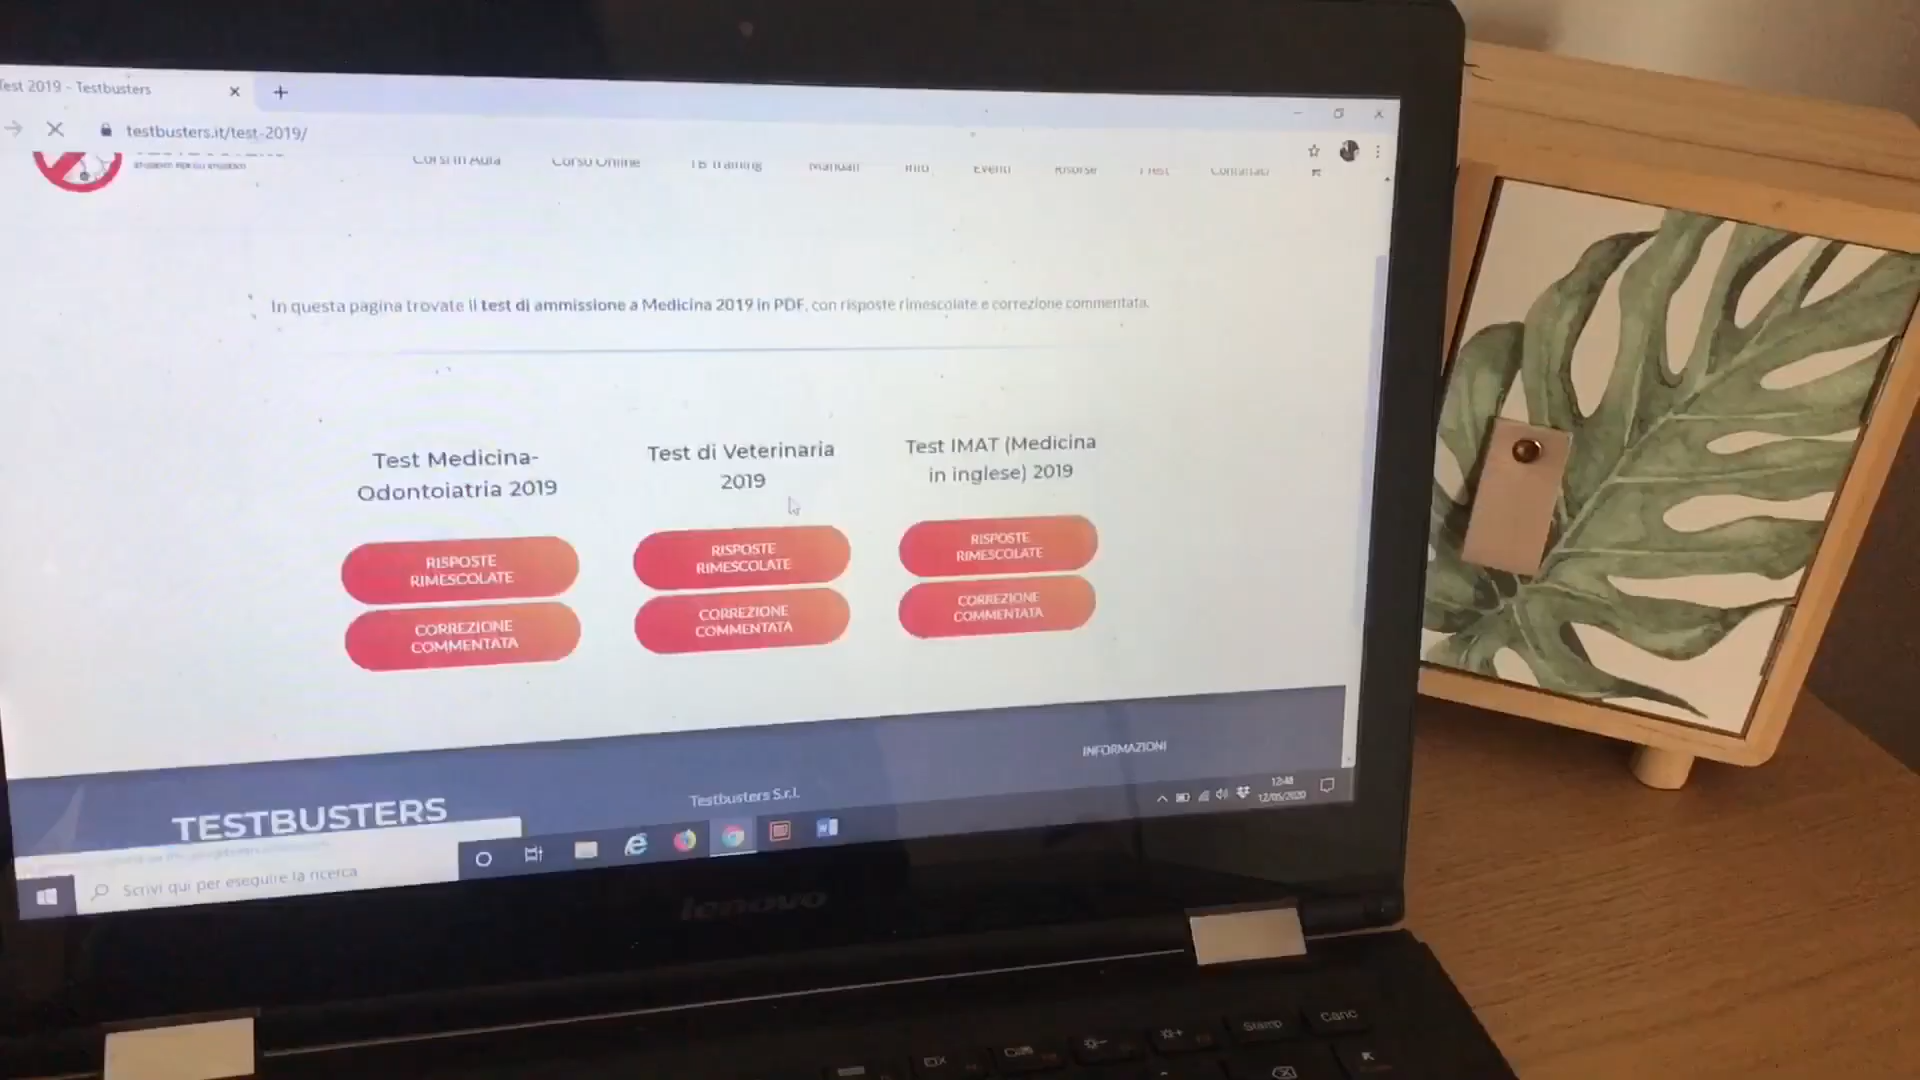 Test 2019 - Testbusters
testbusters.it/test-2019/
Corsi in Aula Corso Online TB Training Manuali Info Eventi Risorse Contattaci
In questa pagina trovate il test di ammissione a Medicina 2019 in PDF, con risposte rimescolate e correzione commentata.
Test Medicina-
Odontoiatria 2019
RISPOSTE
RIMESCOLATE
CORREZIONE
COMMENTATA
Test di Veterinaria
2019
RISPOSTE
RIMESCOLATE
CORREZIONE
COMMENTATA
Test IMAT (Medicina
in inglese) 2019
RISPOSTE
RIMESCOLATE
CORREZIONE
COMMENTATA
TESTBUSTERS
Testbusters S.r.l.
INFORMAZIONI
Scrivi qui per eseguire la ricerca
12:48
12/05/2020
lenovo
Stamp
Canc